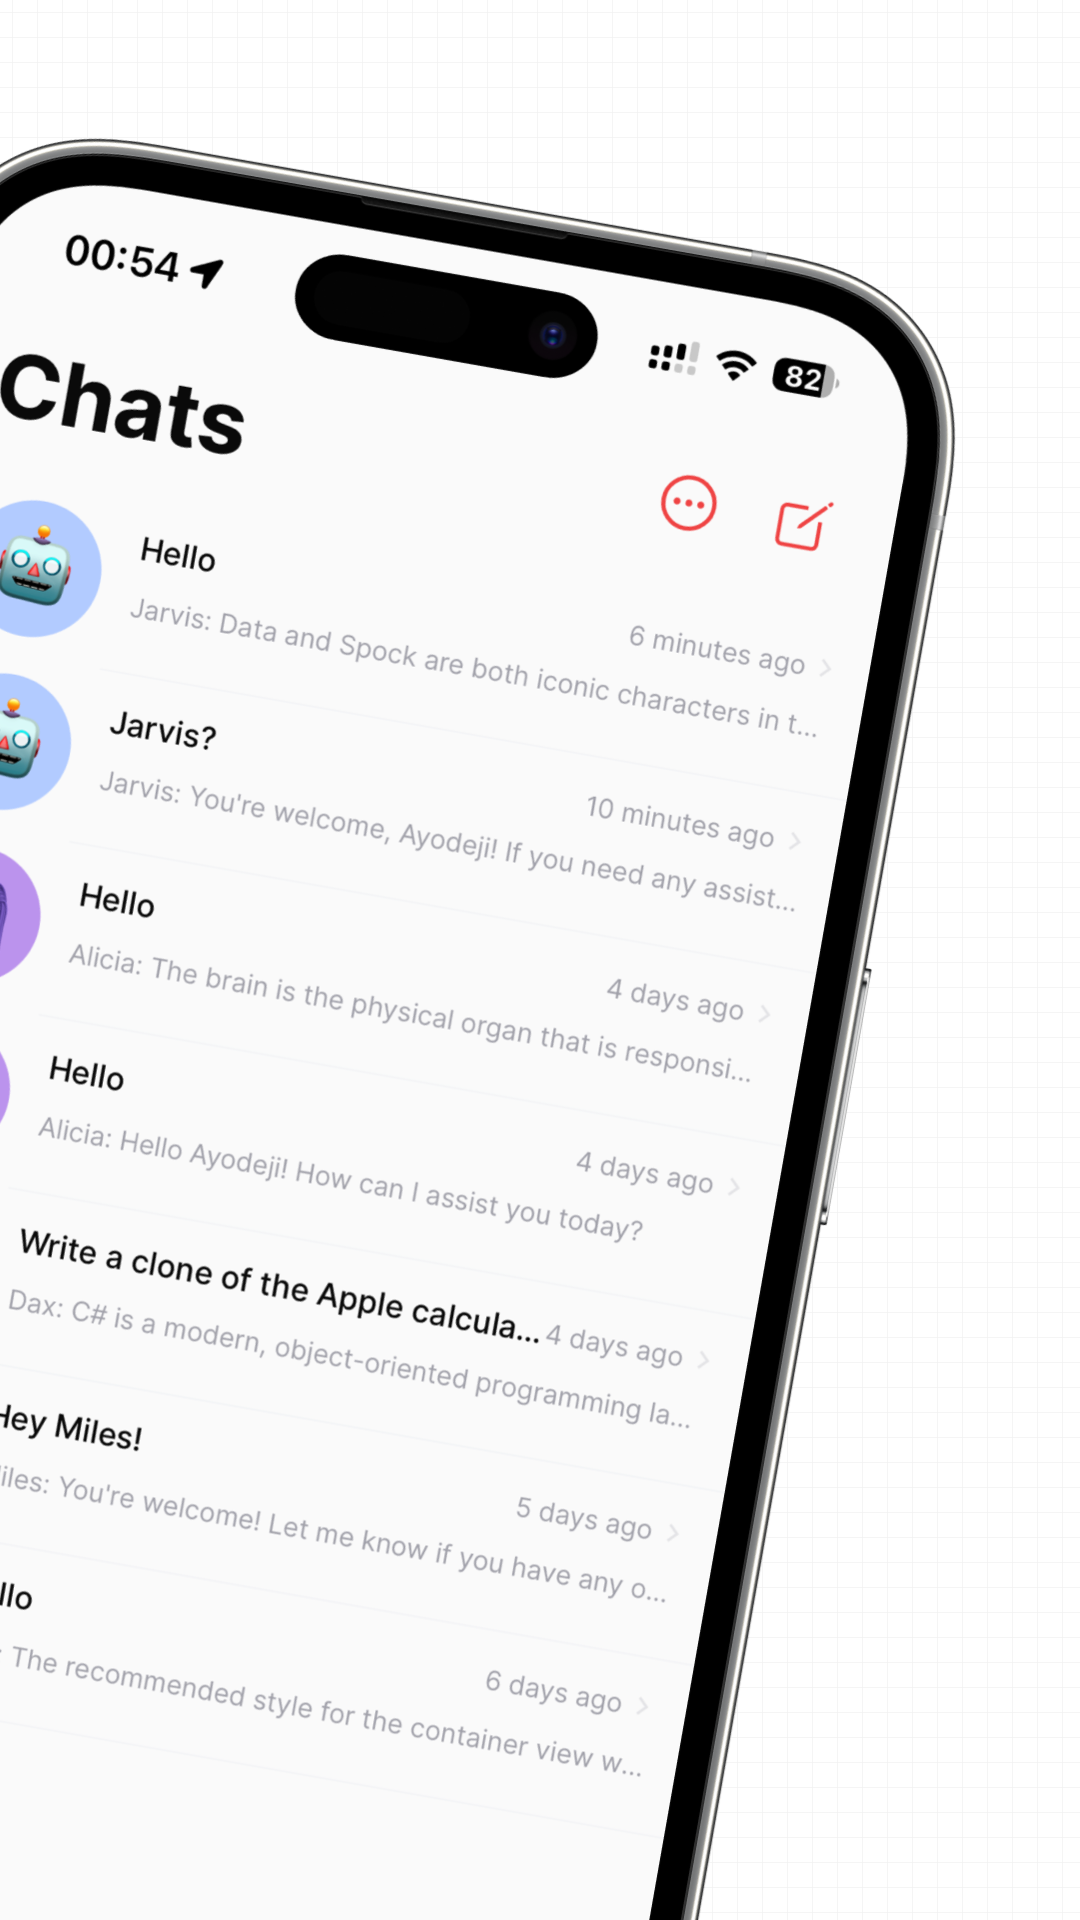 00:54
82
Chats
Hello
6 minutes ago
Jarvis: Data and Spock are both iconic characters in t...
Jarvis?
10 minutes ago
Jarvis: You're welcome, Ayodeji! If you need any assist...
Hello
4 days ago
Alicia: The brain is the physical organ that is responsi...
Hello
4 days ago
Alicia: Hello Ayodeji! How can I assist you today?
Write a clone of the Apple calcula...
4 days ago
Dax: C# is a modern, object-oriented programming la...
Hey Miles!
5 days ago
iles: You're welcome! Let me know if you have any o...
llo
6 days ago
: The recommended style for the container view w...